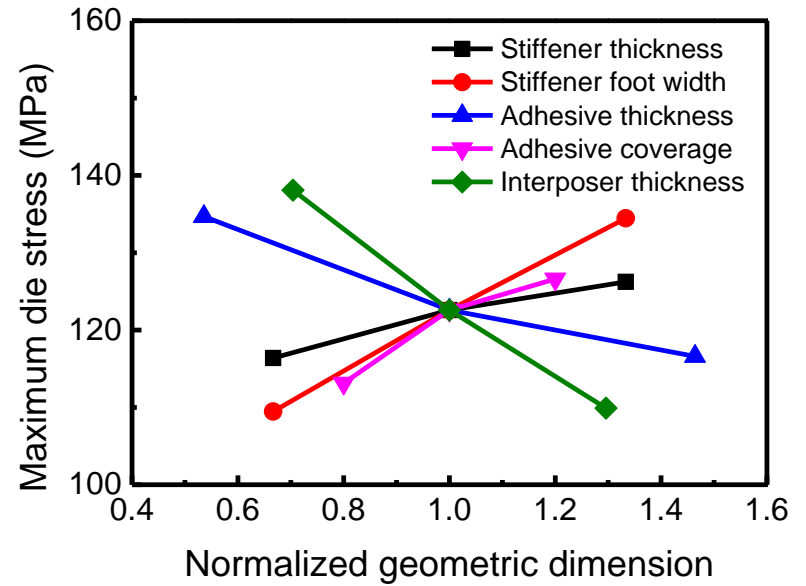 160
140
120
100
Maximum die stress (MPa)
Stiffener thickness
Stiffener foot width
Adhesive thickness
Adhesive coverage
Interposer thickness
0.4 0.6 0.8 1.0 1.2 1.4 1.6
Normalized geometric dimension